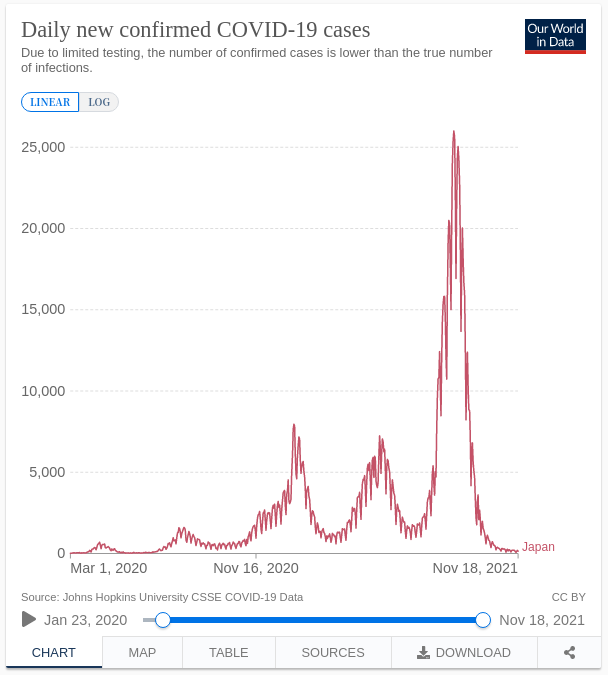 Daily new confirmed COVID-19 cases
Our World
in Data
Due to limited testing, the number of confirmed cases is lower than the true number
of infections.
LINEAR LOG
25,000
20,000
15,000
10,000
5,000
0
Japan
Mar 1, 2020 Nov 16, 2020 Nov 18, 2021
Source: Johns Hopkins University CSSE COVID-19 Data CC BY
Jan 23, 2020 Nov 18, 2021
CHART MAP TABLE SOURCES DOWNLOAD